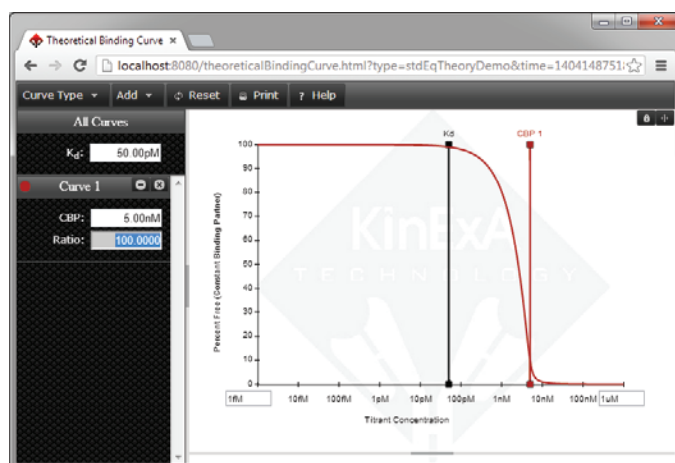 Theoretical Binding Curve
localhost:8080/theoreticalBindingCurve.html?type=stdEqTheoryDemo&time=1404148751
Curve Type Add Reset Print ? Help
All Curves
Kd: 50.00pM
Curve 1
CBP: 5.00nM
Ratio: 100.0000
Kd CBP 1
100
90
80
70
60
50
40
30
20
10
0
Percent Free (Constant Binding Partner)
KinExA
TECHNOLOGY
1fM 10fM 100fM 1pM 10pM 100pM 1nM 10nM 100nM 1uM
Titrant Concentration